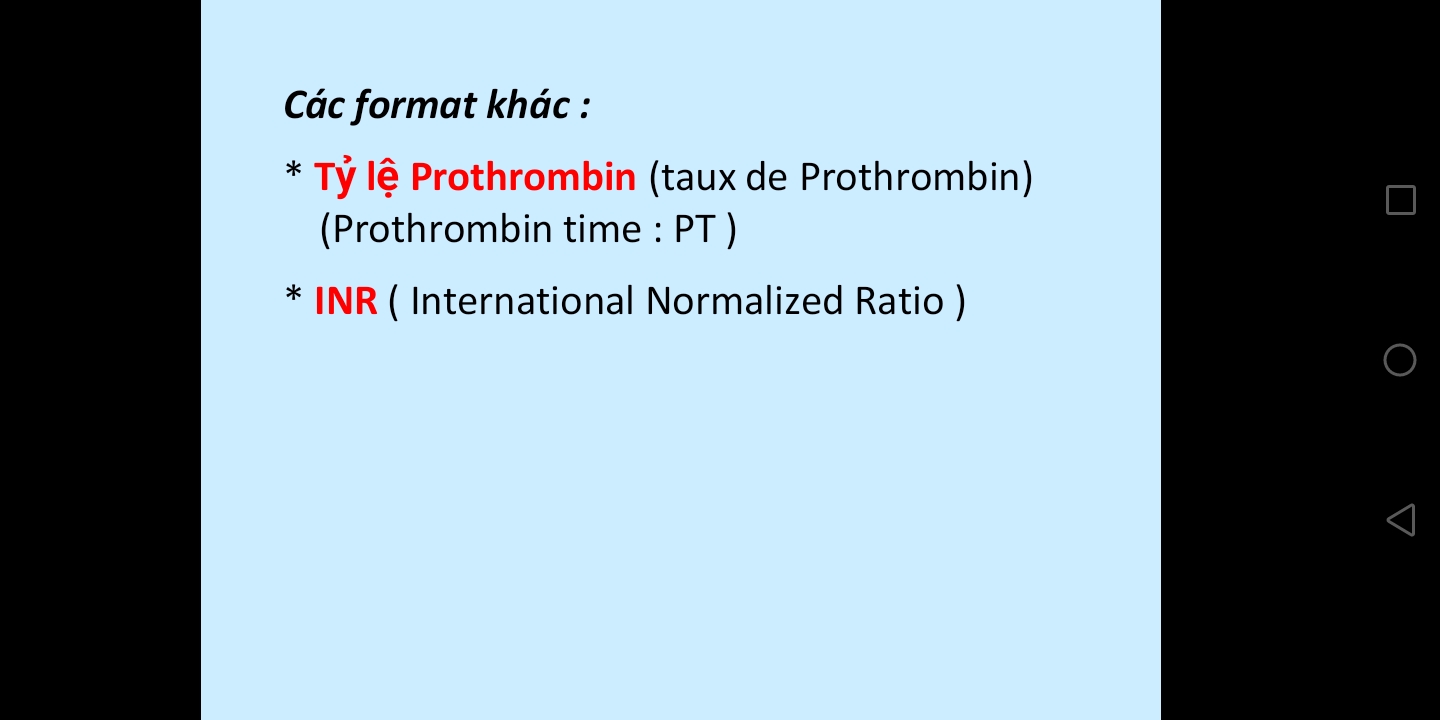 Các format khác :
* Tỷ lệ Prothrombin (taux de Prothrombin)
(Prothrombin time : PT )
* INR ( International Normalized Ratio )